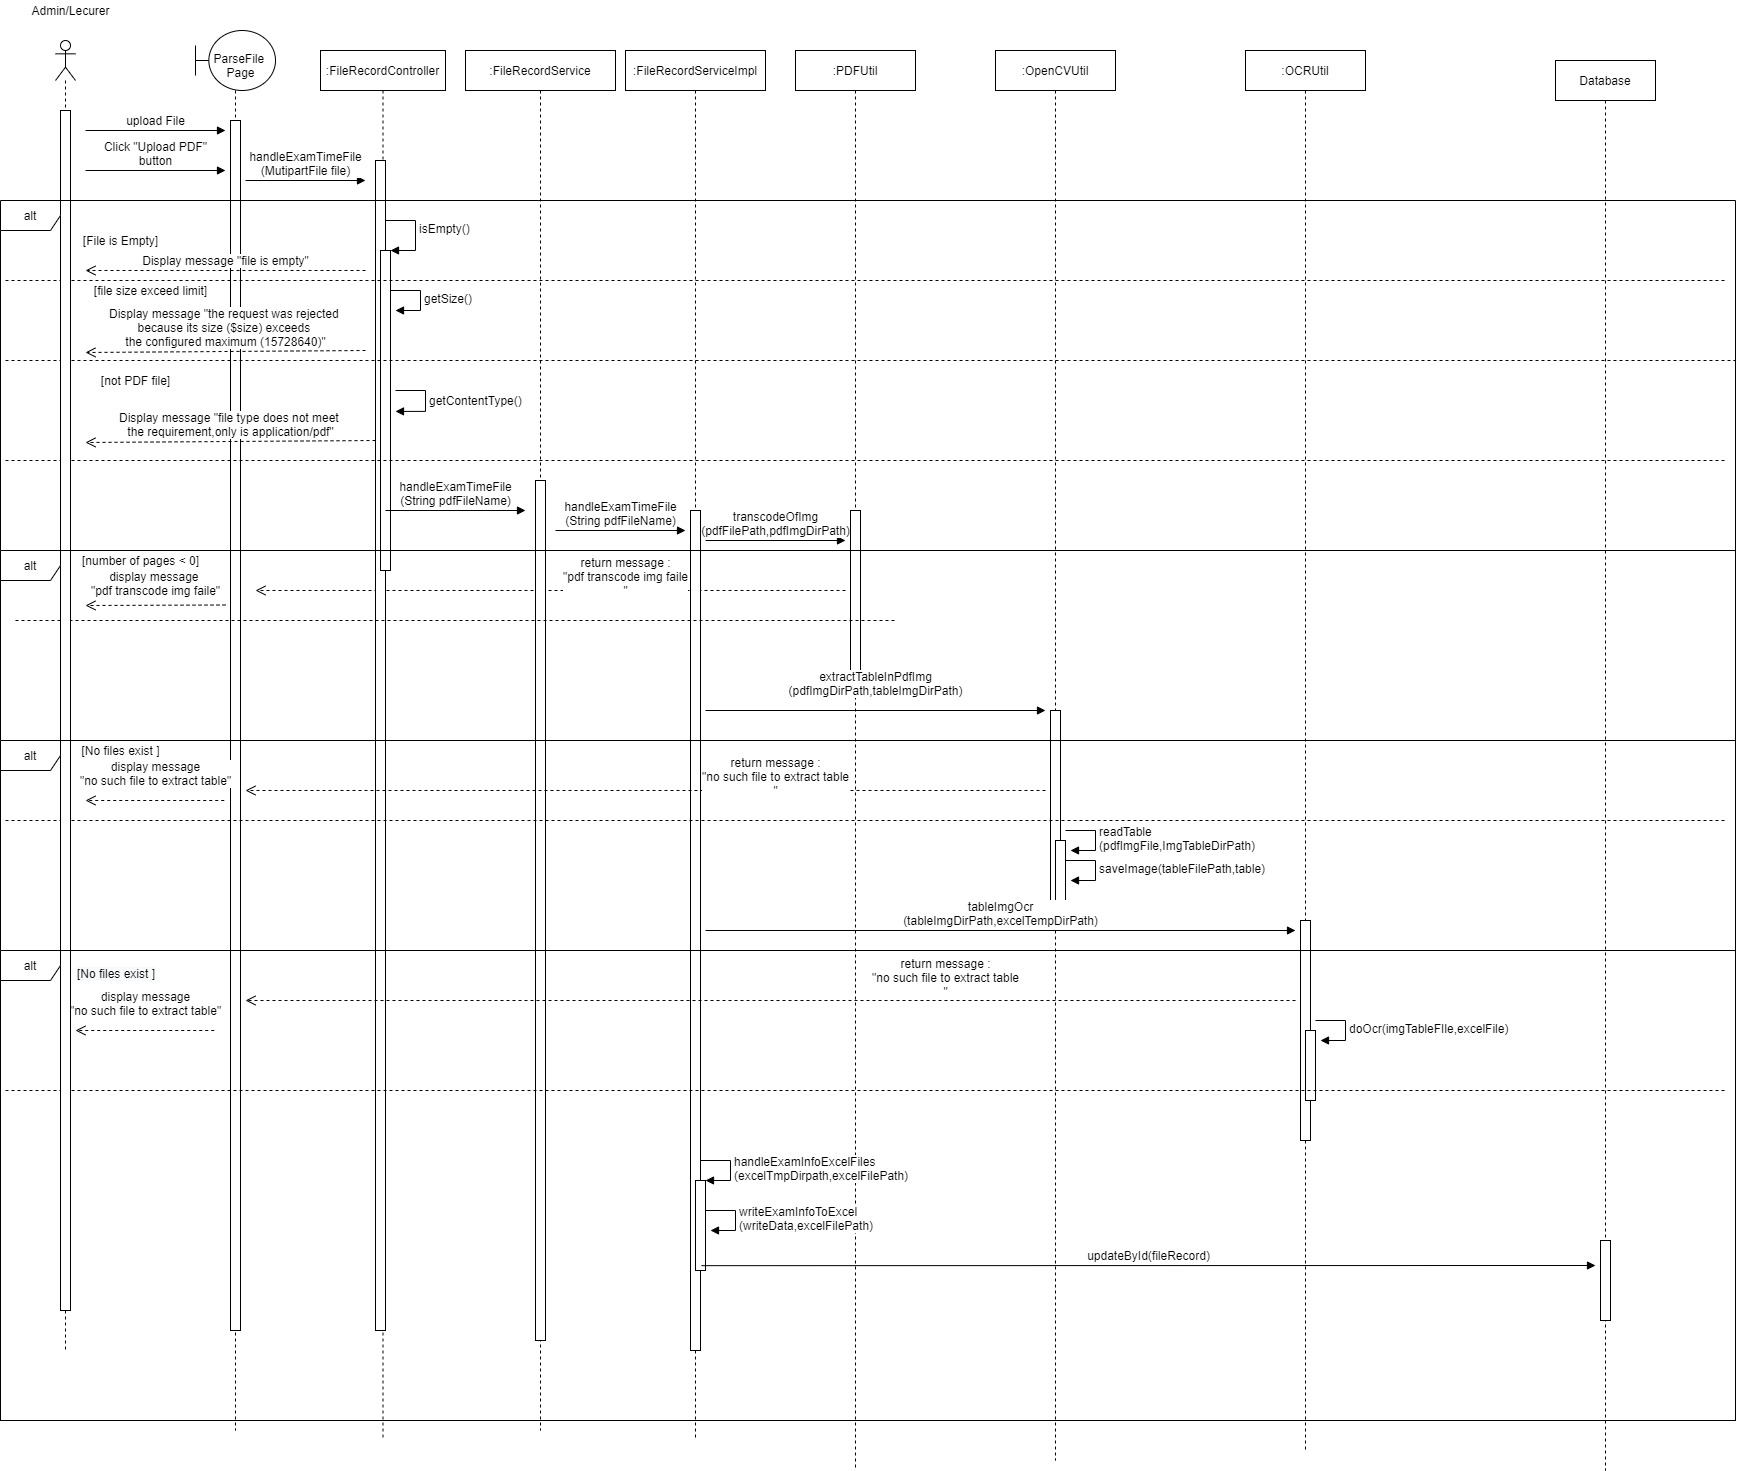 Admin/Lecurer
ParseFile
Page
:FileRecordController
:FileRecordService
:FileRecordServiceImpl
:PDFUtil
:OpenCVUtil
:OCRUtil
Database
upload File
Click "Upload PDF"
button
handleExamTimeFile
(MutipartFile file)
alt
isEmpty()
[File is Empty]
Display message "file is empty"
[file size exceed limit]
getSize()
Display message "the request was rejected
because its size ($size) exceeds
the configured maximum (15728640)"
[not PDF file]
getContentType()
Display message "file type does not meet
the requirement,only is application/pdf"
handleExamTimeFile
(String pdfFileName)
handleExamTimeFile
(String pdfFileName)
transcodeOfImg
(pdfFilePath,pdfImgDirPath)
alt
[number of pages < 0]
display message
"pdf transcode img faile"
return message :
"pdf transcode img faile
"
extractTableInPdfImg
(pdfImgDirPath,tableImgDirPath)
alt
[No files exist ]
display message
"no such file to extract table"
return message :
"no such file to extract table
"
readTable
(pdfImgFile,ImgTableDirPath)
saveImage(tableFilePath,table)
tableImgOcr
(tableImgDirPath,excelTempDirPath)
alt
[No files exist ]
display message
"no such file to extract table"
return message :
"no such file to extract table
"
doOcr(imgTableFIle,excelFile)
handleExamInfoExcelFiles
(excelTmpDirpath,excelFilePath)
writeExamInfoToExcel
(writeData,excelFilePath)
updateById(fileRecord)